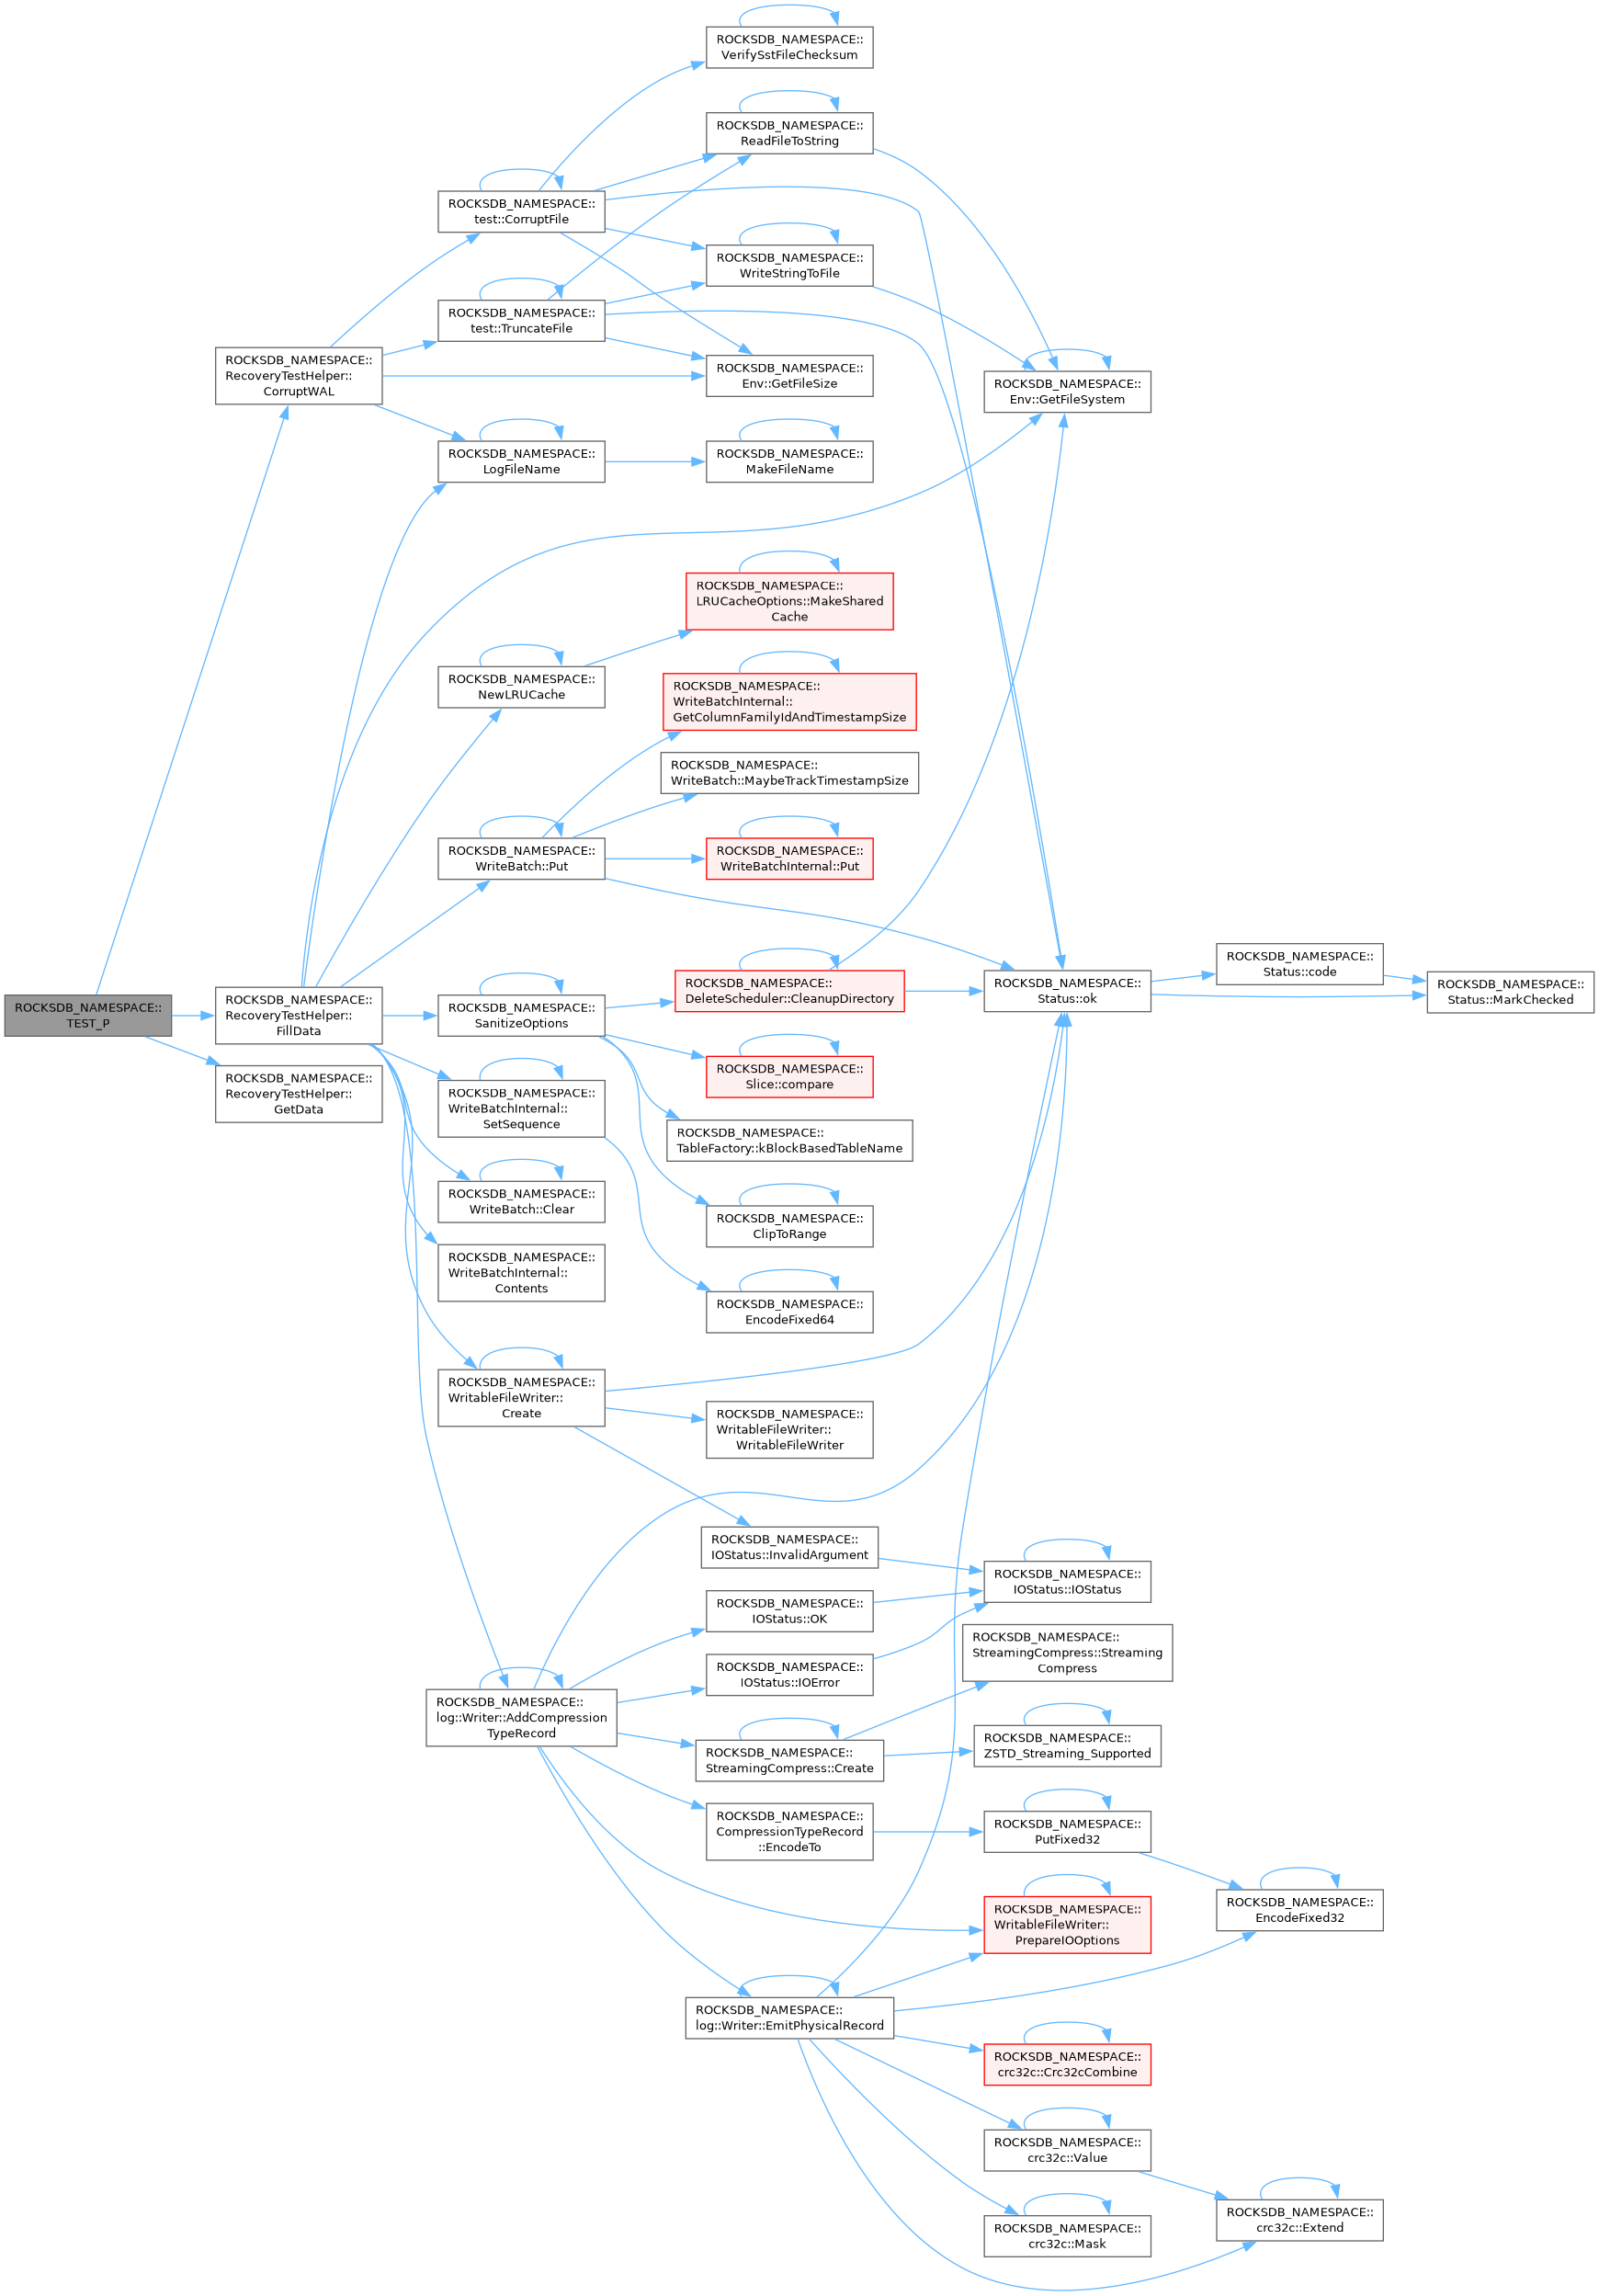 ROCKSDB_NAMESPACE::
TEST_P
ROCKSDB_NAMESPACE::
RecoveryTestHelper::
CorruptWAL
ROCKSDB_NAMESPACE::
RecoveryTestHelper::
FillData
ROCKSDB_NAMESPACE::
RecoveryTestHelper::
GetData
ROCKSDB_NAMESPACE::
test::CorruptFile
ROCKSDB_NAMESPACE::
test::TruncateFile
ROCKSDB_NAMESPACE::
LogFileName
ROCKSDB_NAMESPACE::
NewLRUCache
ROCKSDB_NAMESPACE::
WriteBatch::Put
ROCKSDB_NAMESPACE::
SanitizeOptions
ROCKSDB_NAMESPACE::
WriteBatchInternal::
SetSequence
ROCKSDB_NAMESPACE::
WriteBatch::Clear
ROCKSDB_NAMESPACE::
WriteBatchInternal::
Contents
ROCKSDB_NAMESPACE::
WritableFileWriter::
Create
ROCKSDB_NAMESPACE::
log::Writer::AddCompression
TypeRecord
ROCKSDB_NAMESPACE::
VerifySstFileChecksum
ROCKSDB_NAMESPACE::
ReadFileToString
ROCKSDB_NAMESPACE::
WriteStringToFile
ROCKSDB_NAMESPACE::
Env::GetFileSize
ROCKSDB_NAMESPACE::
MakeFileName
ROCKSDB_NAMESPACE::
LRUCacheOptions::MakeShared
Cache
ROCKSDB_NAMESPACE::
WriteBatchInternal::
GetColumnFamilyIdAndTimestampSize
ROCKSDB_NAMESPACE::
WriteBatch::MaybeTrackTimestampSize
ROCKSDB_NAMESPACE::
WriteBatchInternal::Put
ROCKSDB_NAMESPACE::
DeleteScheduler::CleanupDirectory
ROCKSDB_NAMESPACE::
Slice::compare
ROCKSDB_NAMESPACE::
TableFactory::kBlockBasedTableName
ROCKSDB_NAMESPACE::
ClipToRange
ROCKSDB_NAMESPACE::
EncodeFixed64
ROCKSDB_NAMESPACE::
WritableFileWriter::
WritableFileWriter
ROCKSDB_NAMESPACE::
IOStatus::InvalidArgument
ROCKSDB_NAMESPACE::
IOStatus::OK
ROCKSDB_NAMESPACE::
IOStatus::IOError
ROCKSDB_NAMESPACE::
StreamingCompress::Create
ROCKSDB_NAMESPACE::
CompressionTypeRecord
::EncodeTo
ROCKSDB_NAMESPACE::
log::Writer::EmitPhysicalRecord
ROCKSDB_NAMESPACE::
Env::GetFileSystem
ROCKSDB_NAMESPACE::
Status::ok
ROCKSDB_NAMESPACE::
IOStatus::IOStatus
ROCKSDB_NAMESPACE::
StreamingCompress::Streaming
Compress
ROCKSDB_NAMESPACE::
ZSTD_Streaming_Supported
ROCKSDB_NAMESPACE::
PutFixed32
ROCKSDB_NAMESPACE::
WritableFileWriter::
PrepareIOOptions
ROCKSDB_NAMESPACE::
crc32c::Crc32cCombine
ROCKSDB_NAMESPACE::
crc32c::Value
ROCKSDB_NAMESPACE::
crc32c::Mask
ROCKSDB_NAMESPACE::
Status::code
ROCKSDB_NAMESPACE::
EncodeFixed32
ROCKSDB_NAMESPACE::
crc32c::Extend
ROCKSDB_NAMESPACE::
Status::MarkChecked